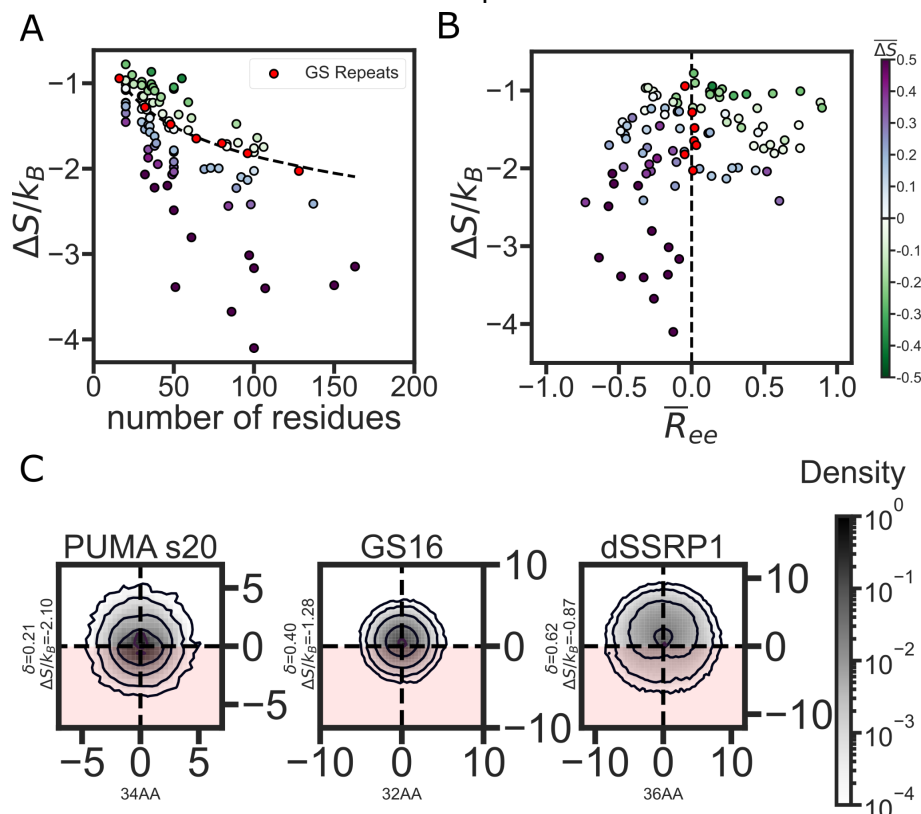 A
B
−1
−2
−3
−4
ΔS/k_B
0
50
100
150
200
number of residues
GS Repeats
−1
−2
−3
−4
ΔS/k_B
−1.0
−0.5
0.0
0.5
1.0
R̅_ee
Δ̅S̅
0.5
0.4
0.3
0.2
0.1
0
-0.1
-0.2
-0.3
-0.4
-0.5
C
Density
PUMA s20
δ=0.21
ΔS/k_B=-2.10
5
0
−5
−5
0
5
34AA
GS16
δ=0.40
ΔS/k_B=-1.28
10
0
−10
−10
0
10
32AA
dSSRP1
δ=0.62
ΔS/k_B=-0.87
10
0
−10
−10
0
10
36AA
10^0
10^−1
10^−2
10^−3
10^−4